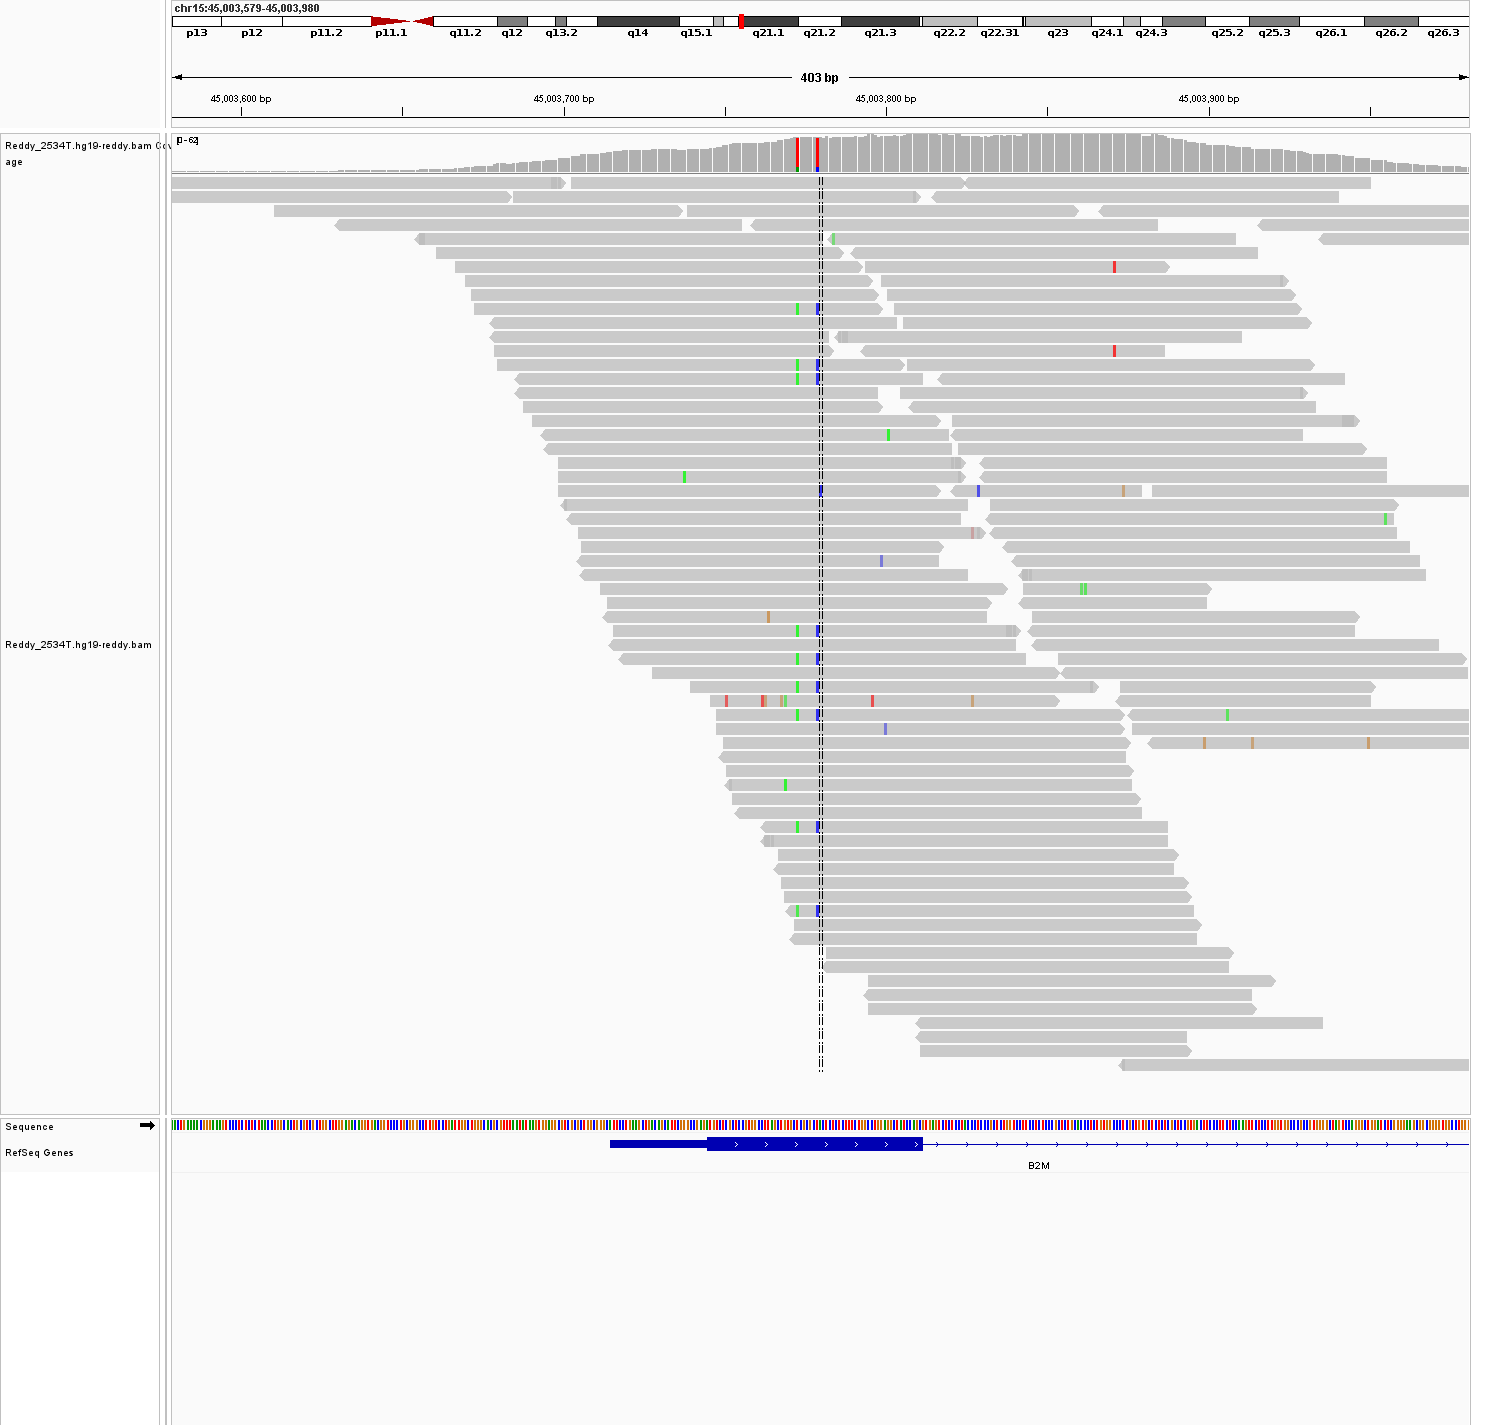 chr15:45,003,579-45,003,980
p13 p12 p11.2 p11.1 q11.2 q12 q13.2 q14 q15.1 q21.1 q21.2 q21.3 q22.2 q22.31 q23 q24.1 q24.3 q25.2 q25.3 q26.1 q26.2 q26.3
403 bp
45,003,600 bp 45,003,700 bp 45,003,800 bp 45,003,900 bp
Reddy_2534T.hg19-reddy.bam Cov
age
[0-62]
Reddy_2534T.hg19-reddy.bam
Sequence
RefSeq Genes
B2M